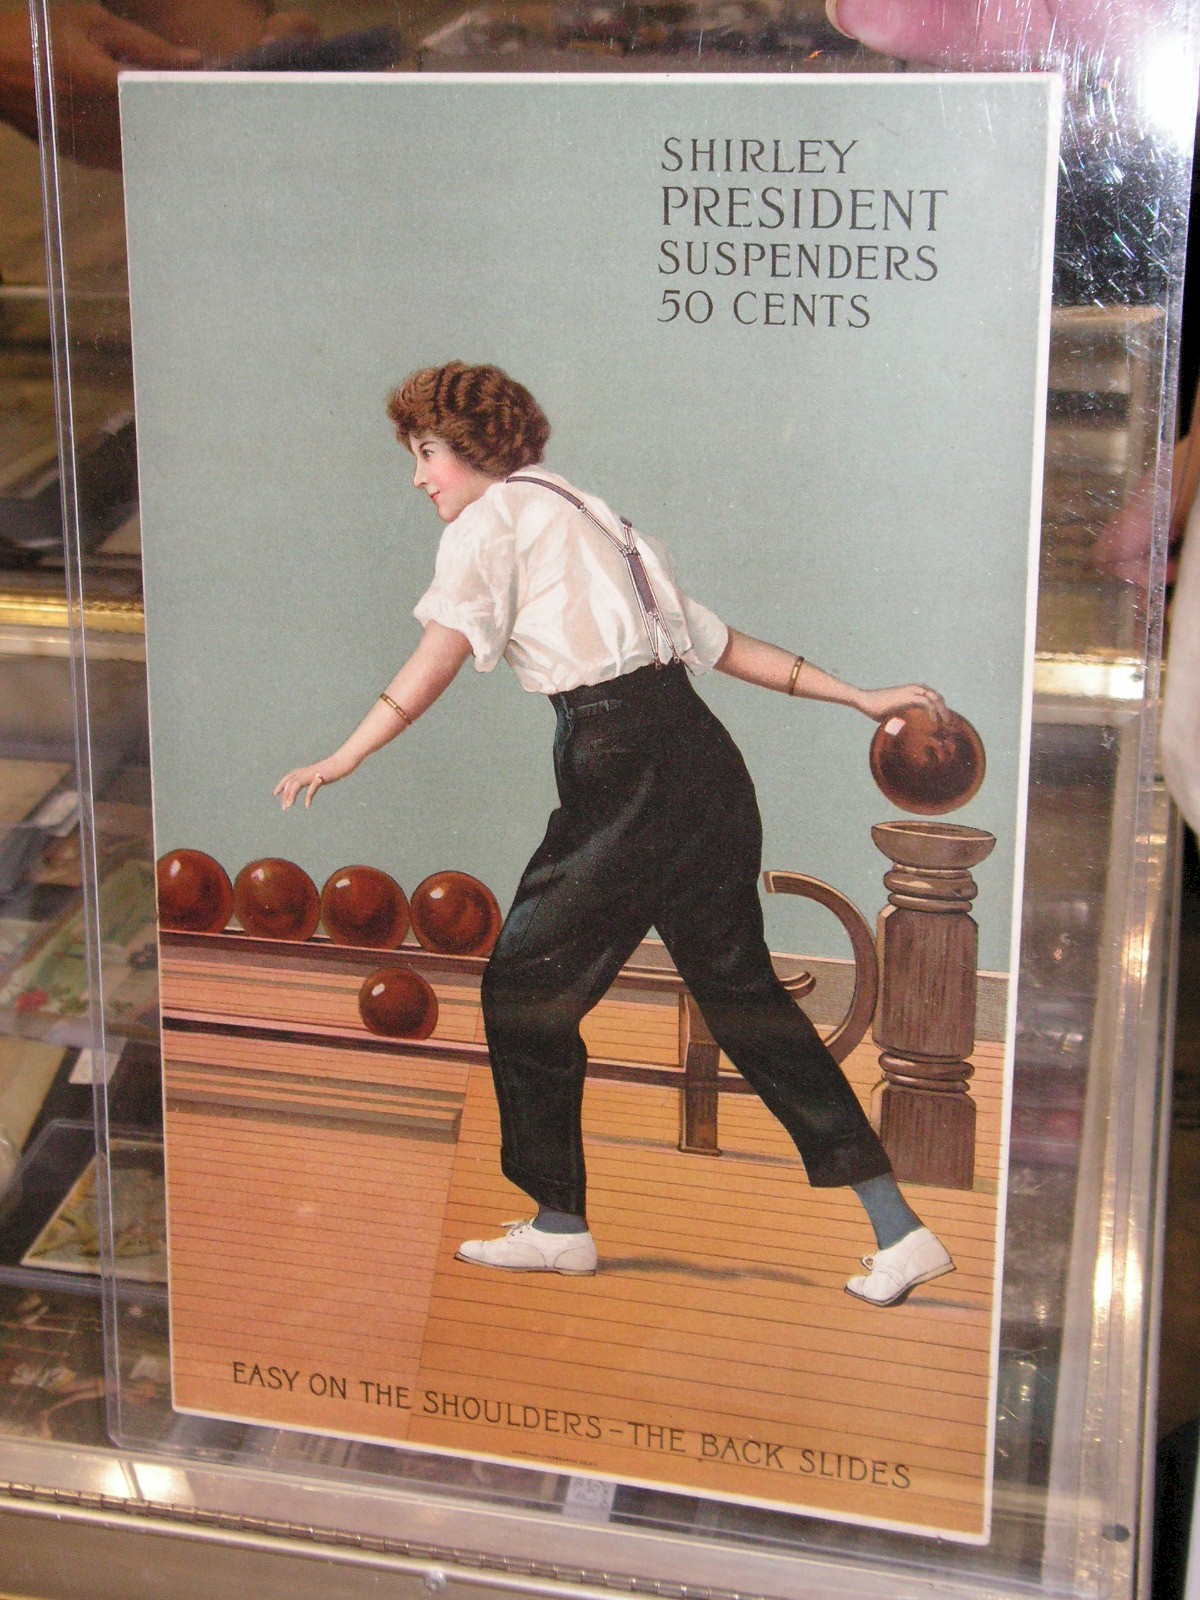 SHIRLEY
PRESIDENT
SUSPENDERS
50 CENTS
EASY ON THE SHOULDERS – THE BACK SLIDES